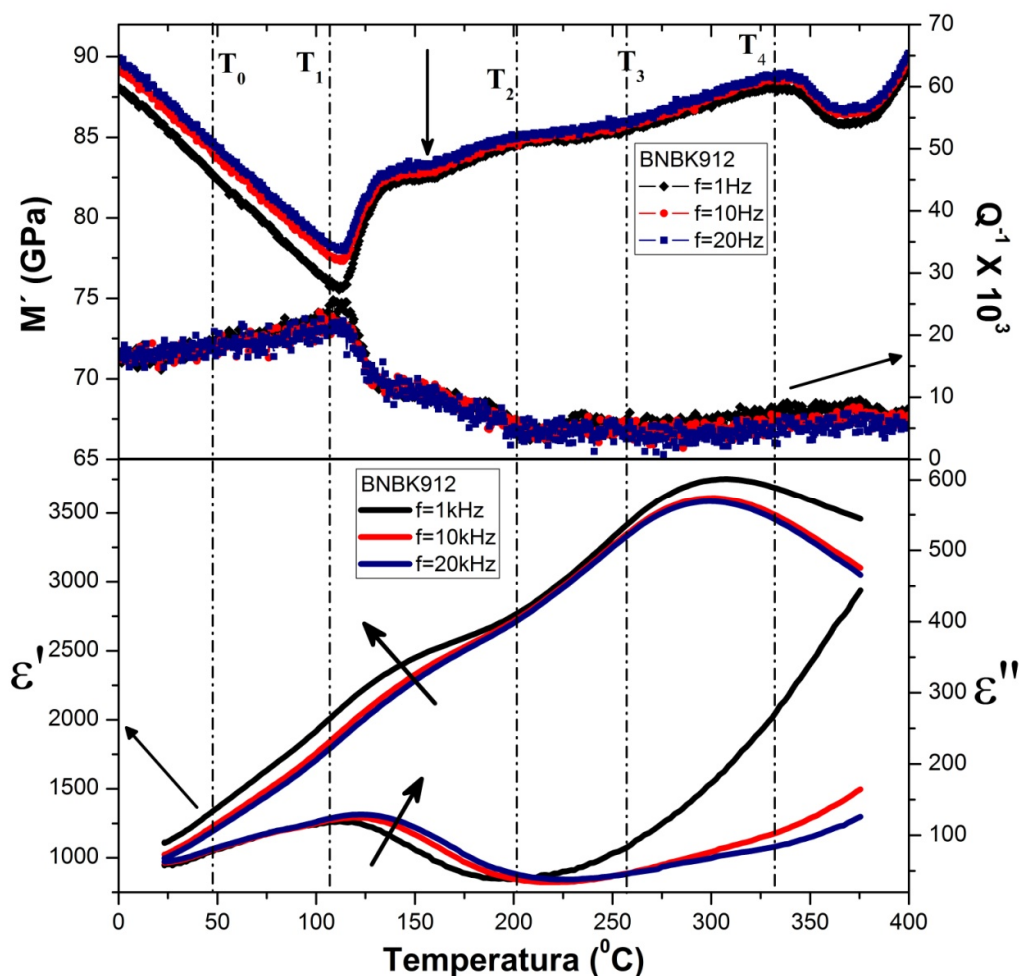 90
85
80
75
70
65
M´ (GPa)
T0
T1
T2
T3
T4
70
60
50
40
30
20
10
0
Q-1 X 103
BNBK912
f=1Hz
f=10Hz
f=20Hz
3500
3000
2500
2000
1500
1000
ε'
BNBK912
f=1kHz
f=10kHz
f=20kHz
600
500
400
300
200
100
ε"
0 50 100 150 200 250 300 350 400
Temperatura (0C)